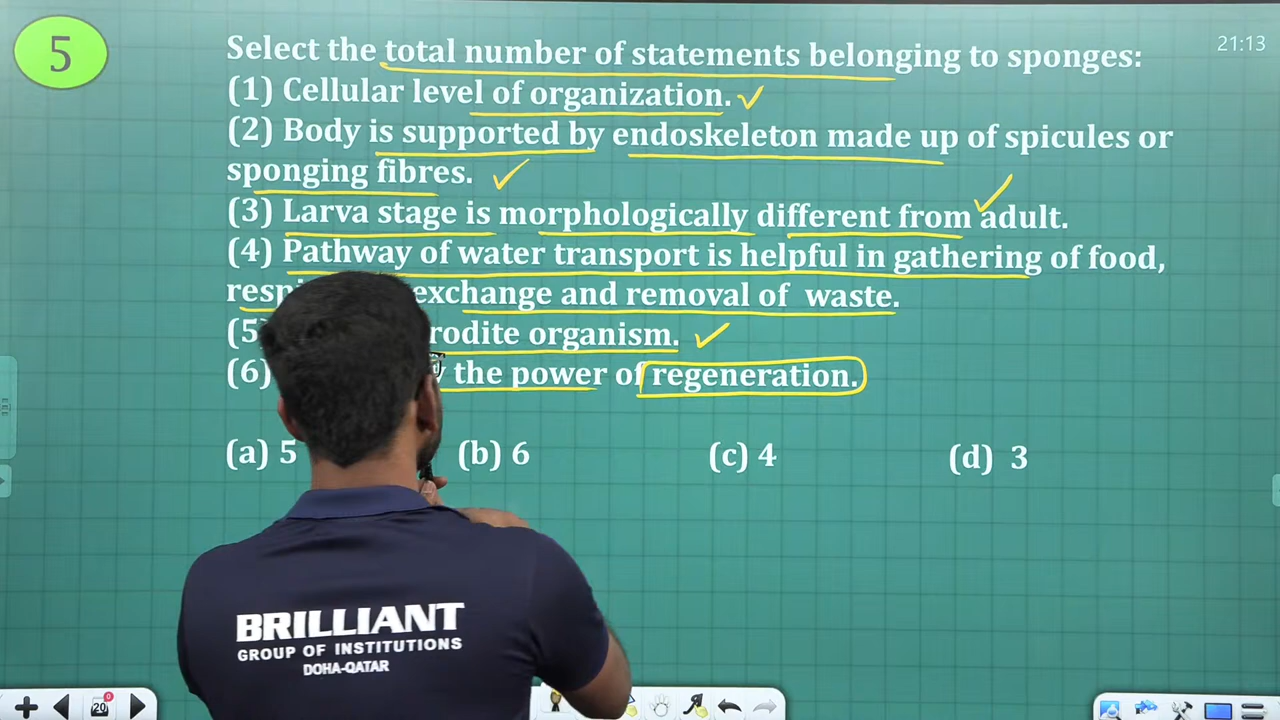 5
Select the total number of statements belonging to sponges:
21:13
(1) Cellular level of organization.
(2) Body is supported by endoskeleton made up of spicules or
sponging fibres.
(3) Larva stage is morphologically different from adult.
(4) Pathway of water transport is helpful in gathering of food,
exchange and removal of waste.
(5) organism.
(6) the power of regeneration.
(a) 5 (b) 6 (c) 4 (d) 3
BRILLIANT
GROUP OF INSTITUTIONS
DOHA-QATAR
20
0